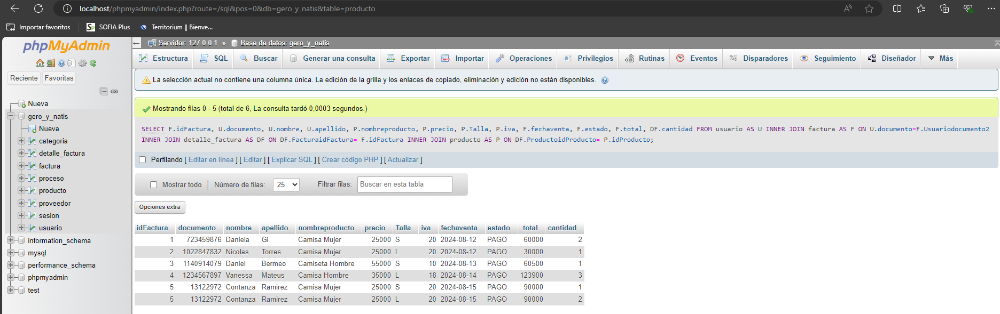 localhost/phpmyadmin/index.php?route=/sql&pos=0&db=gero_y_natis&table=producto
Importar favoritos
Sp SOFIA Plus
Territorium || Bienve...
phpMyAdmin
Servidor: 127.0.0.1 » Base de datos: gero_y_natis
Estructura SQL Buscar Generar una consulta Exportar Importar Operaciones Privilegios Rutinas Eventos Disparadores Seguimiento Diseñador Más
Reciente Favoritas
Nueva
gero_y_natis
Nueva
categoria
detalle_factura
factura
proceso
producto
proveedor
sesion
usuario
information_schema
mysql
performance_schema
phpmyadmin
test
La selección actual no contiene una columna única. La edición de la grilla y los enlaces de copiado, eliminación y edición no están disponibles.
Mostrando filas 0 - 5 (total de 6, La consulta tardó 0,0003 segundos.)
SELECT F.idFactura, U.documento, U.nombre, U.apellido, P.nombreproducto, P.precio, P.Talla, P.iva, F.fechaventa, F.estado, F.total, DF.cantidad FROM usuario AS U INNER JOIN factura AS F ON U.documento=F.Usuariodocumento2
INNER JOIN detalle_factura AS DF ON DF.FacturaidFactura= F.idFactura INNER JOIN producto AS P ON DF.ProductoidProducto= P.idProducto;
Perfilando [ Editar en línea ] [ Editar ] [ Explicar SQL ] [ Crear código PHP ] [ Actualizar ]
Mostrar todo Número de filas: 25 Filtrar filas: Buscar en esta tabla
Opciones extra
idFactura documento nombre apellido nombreproducto precio Talla iva fechaventa estado total cantidad
1 723459876 Daniela Gi Camisa Mujer 25000 S 20 2024-08-12 PAGO 60000 2
2 1022847832 Nicolas Torres Camisa Mujer 25000 L 20 2024-08-12 PAGO 30000 1
3 1140914079 Daniel Bermeo Camiseta Hombre 55000 S 10 2024-08-13 PAGO 60500 1
4 1234567897 Vanessa Mateus Camisa Hombre 35000 L 18 2024-08-14 PAGO 123900 3
5 13122972 Contanza Ramirez Camisa Mujer 25000 S 20 2024-08-15 PAGO 90000 1
5 13122972 Contanza Ramirez Camisa Mujer 25000 L 20 2024-08-15 PAGO 90000 2